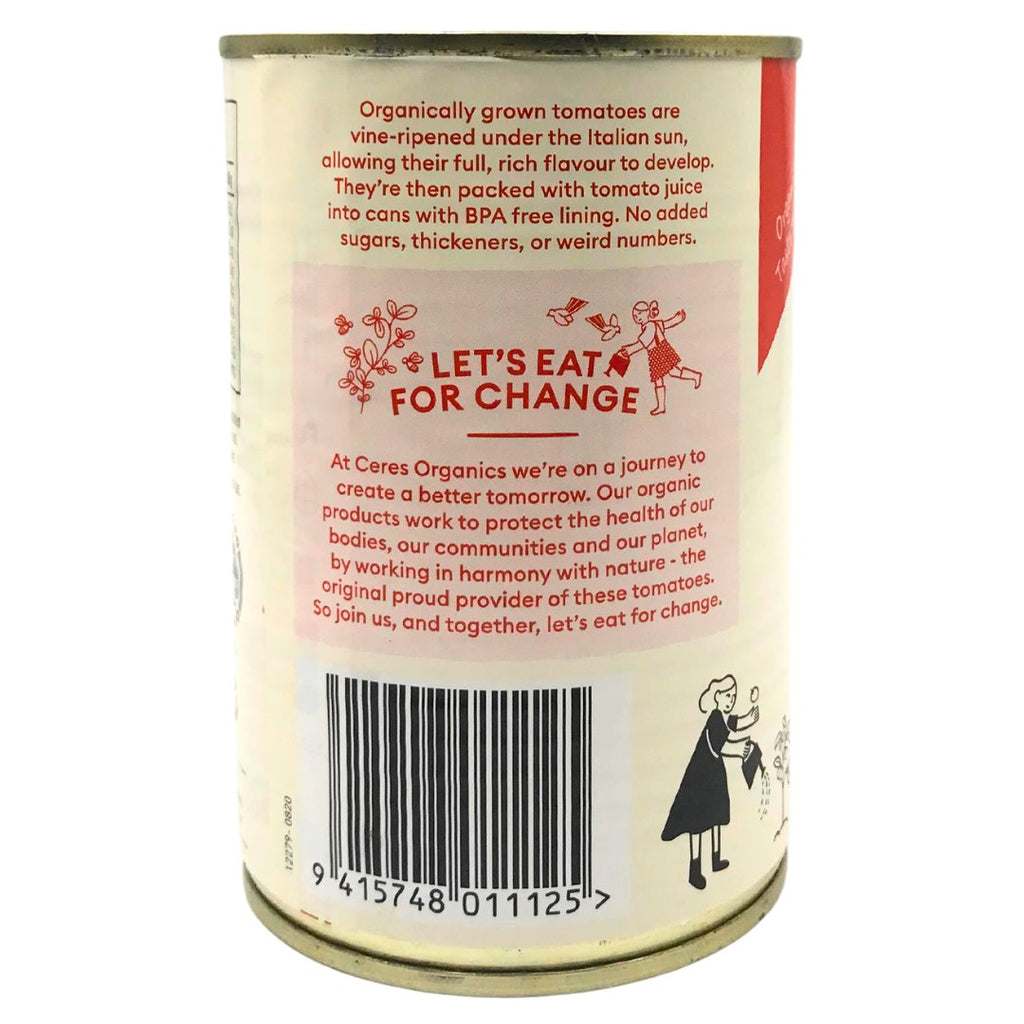 Organically grown tomatoes are
vine-ripened under the Italian sun,
allowing their full, rich flavour to develop.
They're then packed with tomato juice
into cans with BPA free lining. No added
sugars, thickeners, or weird numbers.
LET'S EAT
FOR CHANGE
At Ceres Organics we're on a journey to
create a better tomorrow. Our organic
products work to protect the health of our
bodies, our communities and our planet,
by working in harmony with nature - the
original proud provider of these tomatoes.
So join us, and together, let's eat for change.
12279-0820
9 415748 011125 >